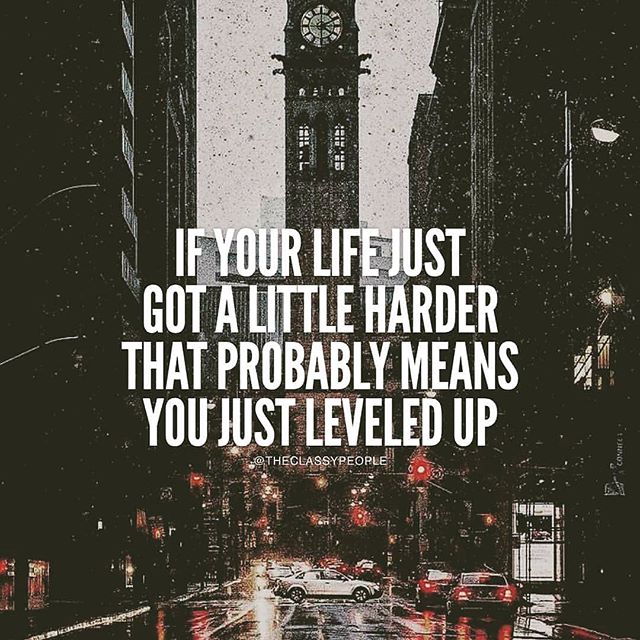 IF YOUR LIFE JUST
GOT A LITTLE HARDER
THAT PROBABLY MEANS
YOU JUST LEVELED UP
@THECLASSYPEOPLE